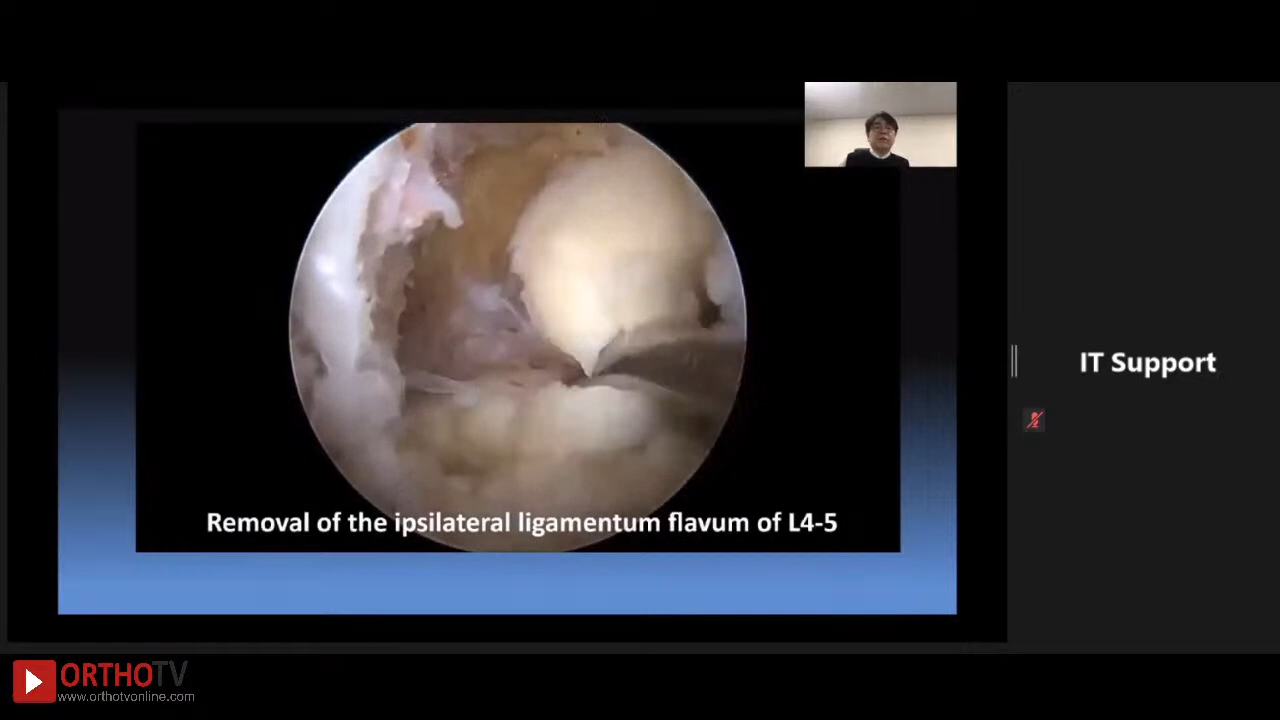 Removal of the ipsilateral ligamentum flavum of L4-5
IT Support
ORTHOTV
www.orthotvonline.com